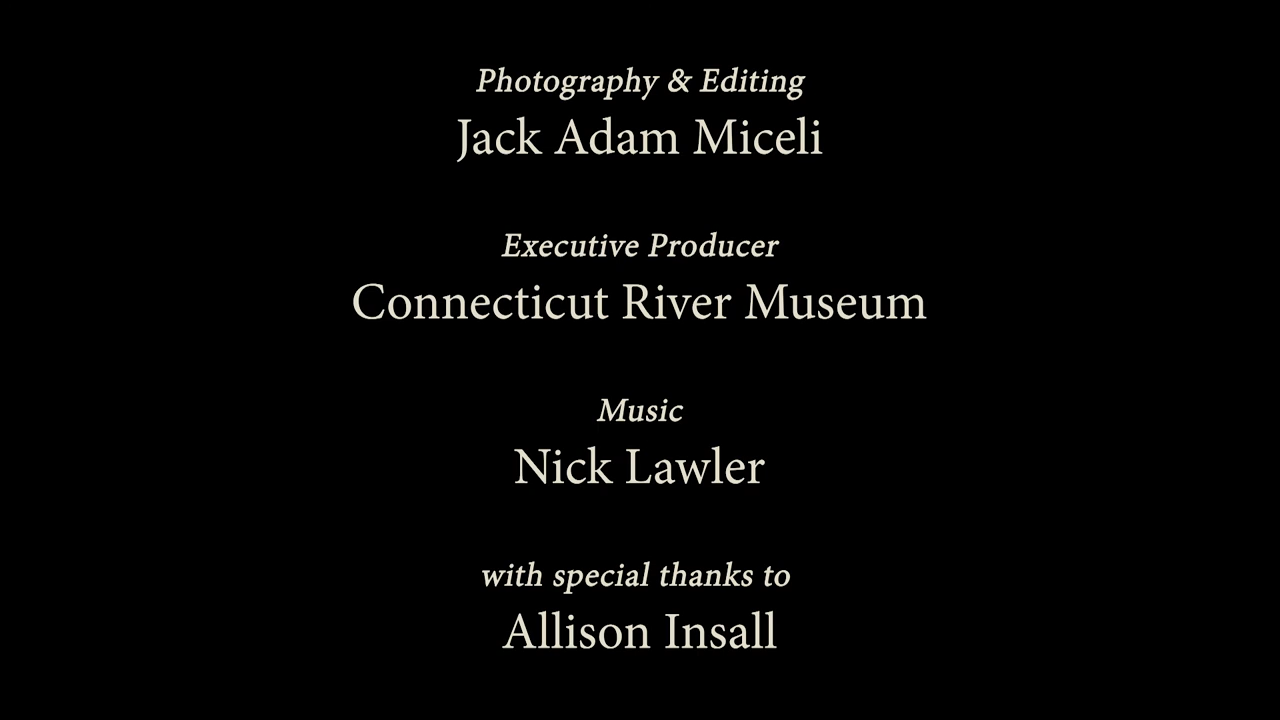 Photography & Editing
Jack Adam Miceli
Executive Producer
Connecticut River Museum
Music
Nick Lawler
with special thanks to
Allison Insall